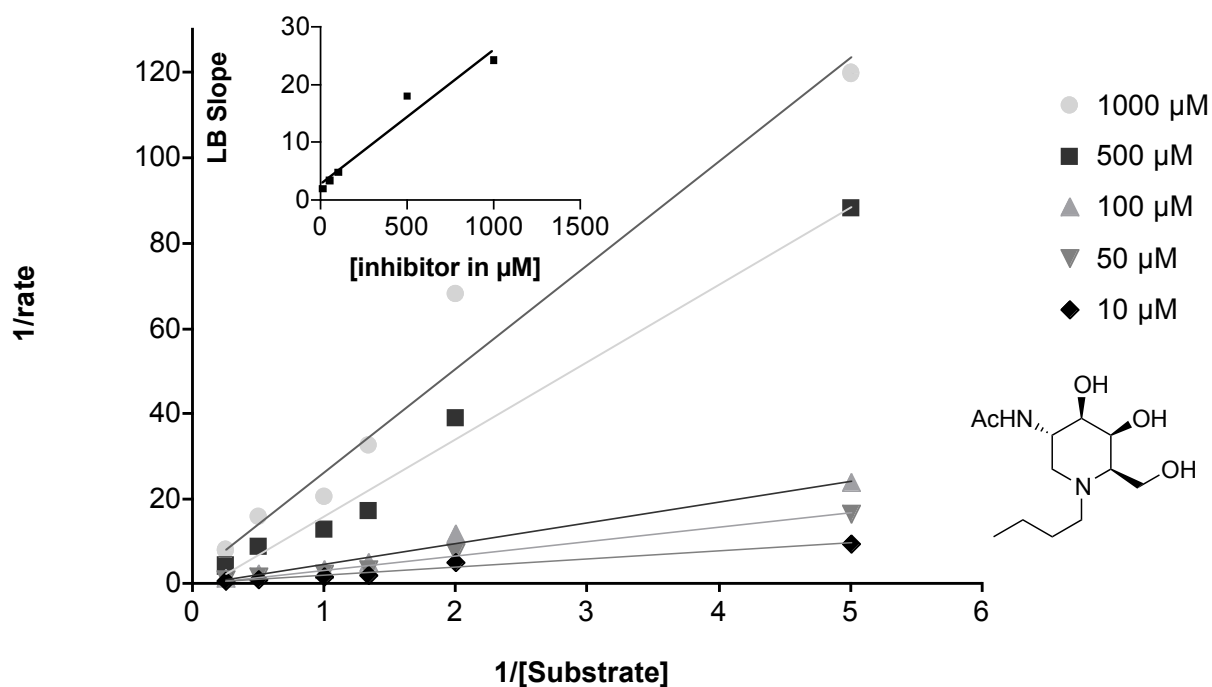 30
20
10
0
LB Slope
0 500 1000 1500
[inhibitor in µM]
120
100
80
60
40
20
0
1/rate
0 1 2 3 4 5 6
1/[Substrate]
1000 µM
500 µM
100 µM
50 µM
10 µM
OH
AcHN
OH
OH
N